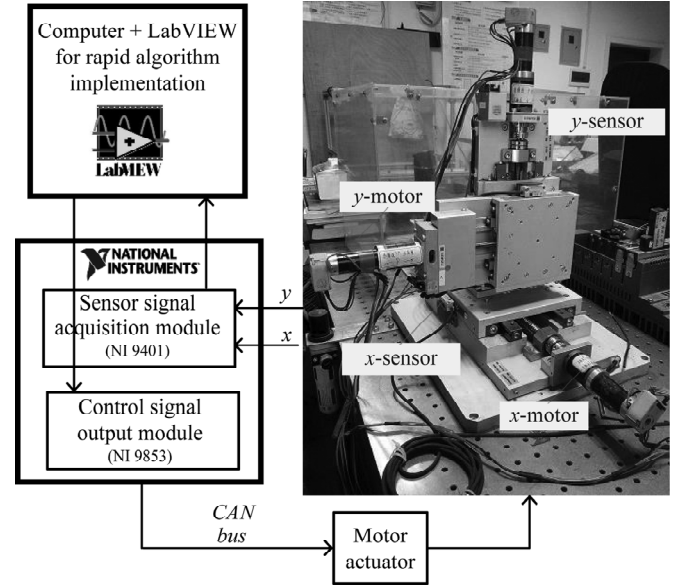 Computer + LabVIEW
for rapid algorithm
implementation
LabMEW
NATIONAL
INSTRUMENTS
Sensor signal
acquisition module
(NI 9401)
Control signal
output module
(NI 9853)
y
x
y-sensor
y-motor
x-sensor
x-motor
CAN
bus
Motor
actuator